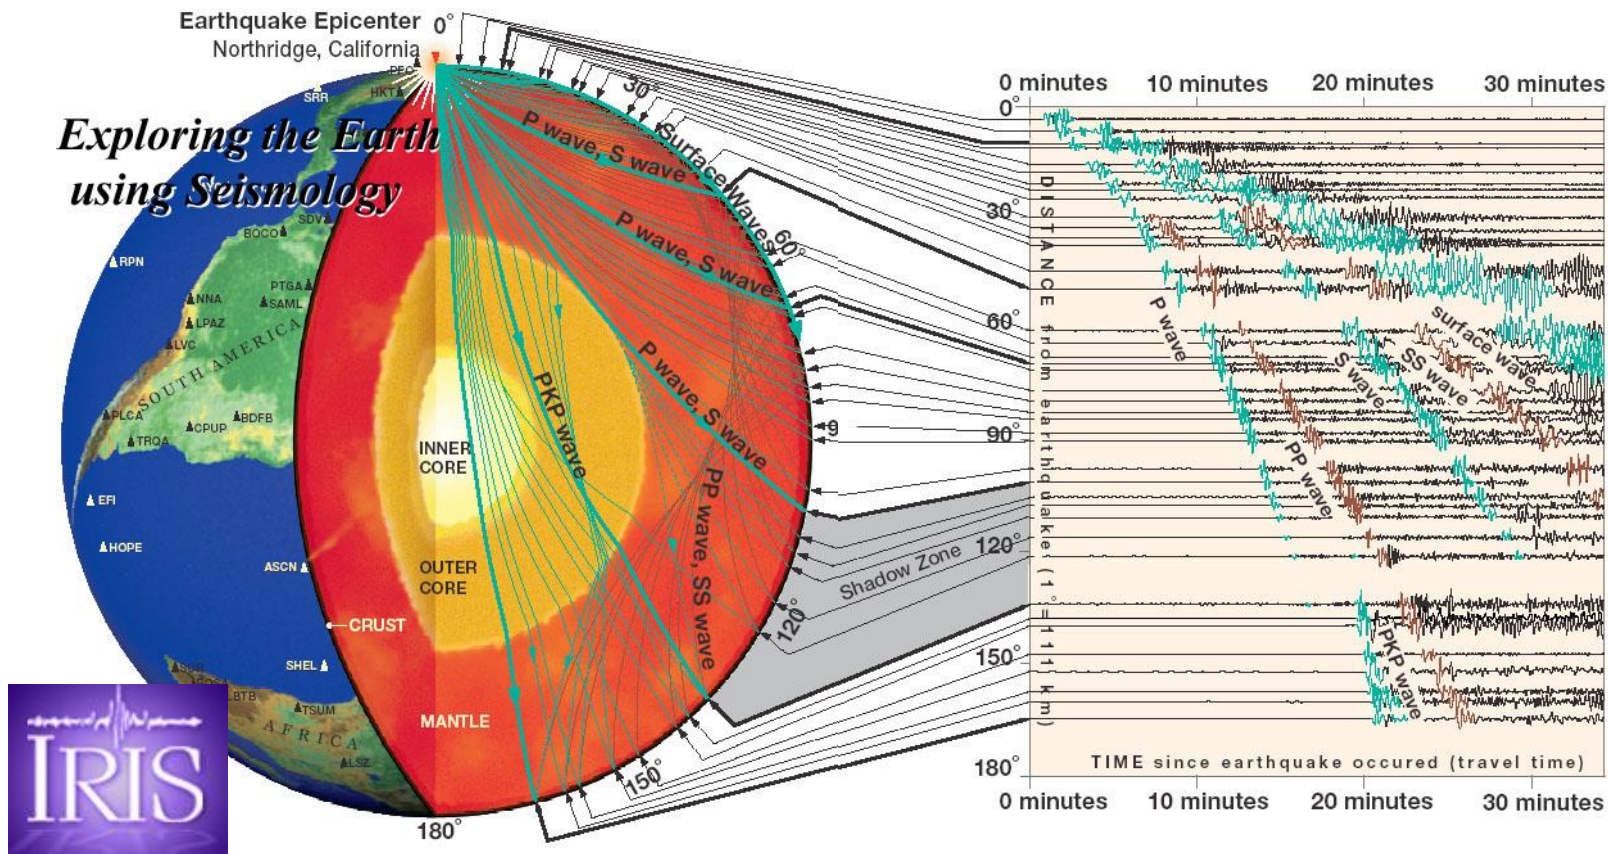 Earthquake Epicenter
Northridge, California
0°
PFO
HKT
SRR
Exploring the Earth
using Seismology
SDV
BOCO
RPN
PTGA
NNA
SAML
LPAZ
LVC
SOUTH AMERICA
PLCA
BDFB
CPUP
TRQA
EFI
HOPE
ASCN
CRUST
SHEL
BTB
TSUM
AFRICA
LSZ
IRIS
INNER
CORE
OUTER
CORE
MANTLE
180°
30°
Surface Waves
60°
P wave, S wave
P wave, S wave
P wave, S wave
PKP wave
PP wave, SS wave
9
120°
150°
Shadow Zone
0 minutes 10 minutes 20 minutes 30 minutes
0°
30°
60°
90°
120°
150°
180°
DISTANCE from earthquake (1°=111 km)
P wave
surface wave
SS wave
S wave
PP wave
PKP wave
TIME since earthquake occured (travel time)
0 minutes 10 minutes 20 minutes 30 minutes